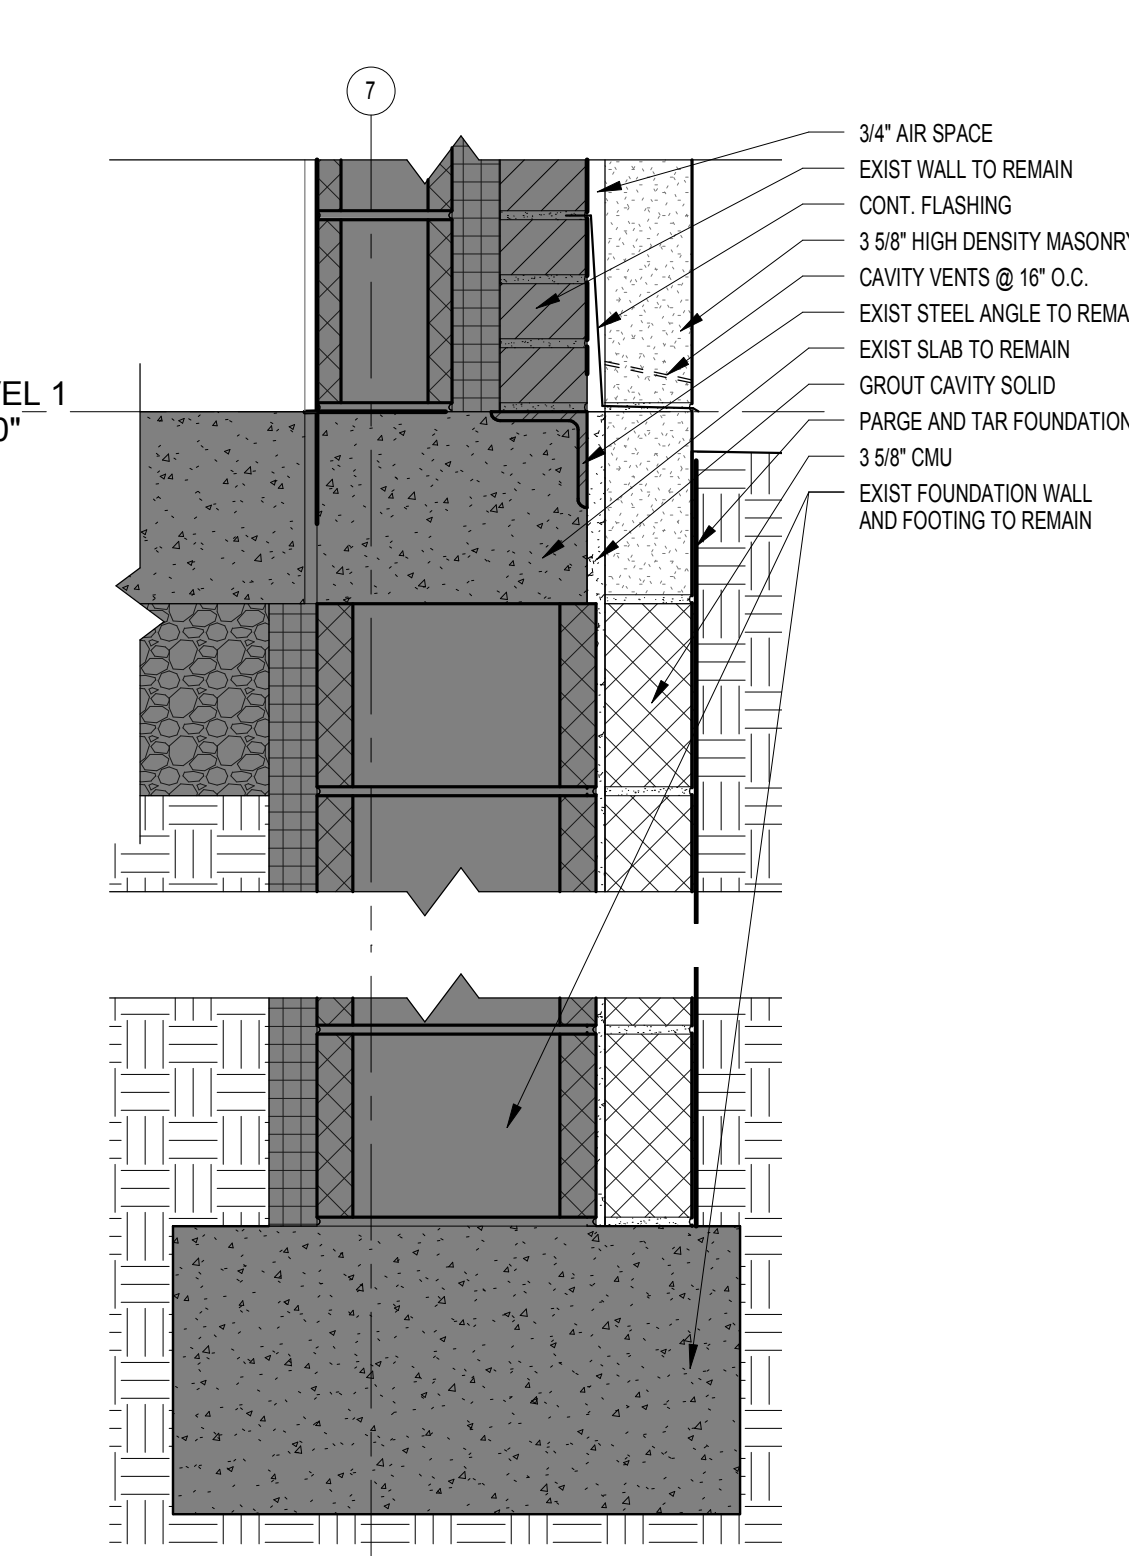 7
3/4" AIR SPACE
EXIST WALL TO REMAIN
CONT. FLASHING
3 5/8" HIGH DENSITY MASONRY
CAVITY VENTS @ 16" O.C.
EXIST STEEL ANGLE TO REMA
EXIST SLAB TO REMAIN
GROUT CAVITY SOLID
PARGE AND TAR FOUNDATION
3 5/8" CMU
EXIST FOUNDATION WALL
AND FOOTING TO REMAIN
EL 1
0"